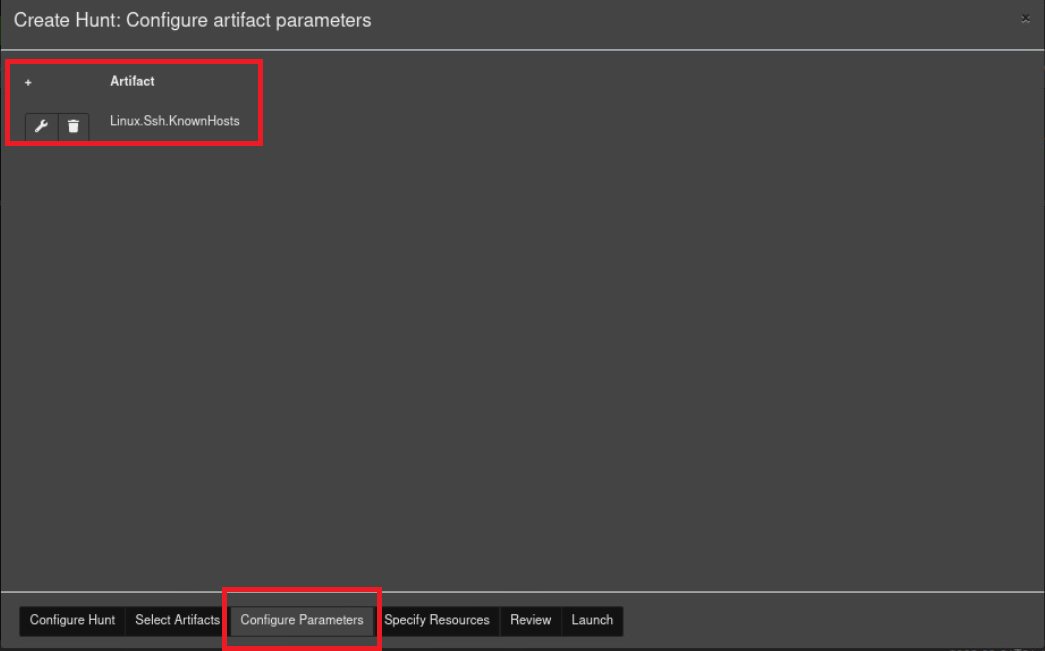 Create Hunt: Configure artifact parameters
×
+ Artifact
Linux.Ssh.KnownHosts
Configure Hunt Select Artifacts Configure Parameters Specify Resources Review Launch